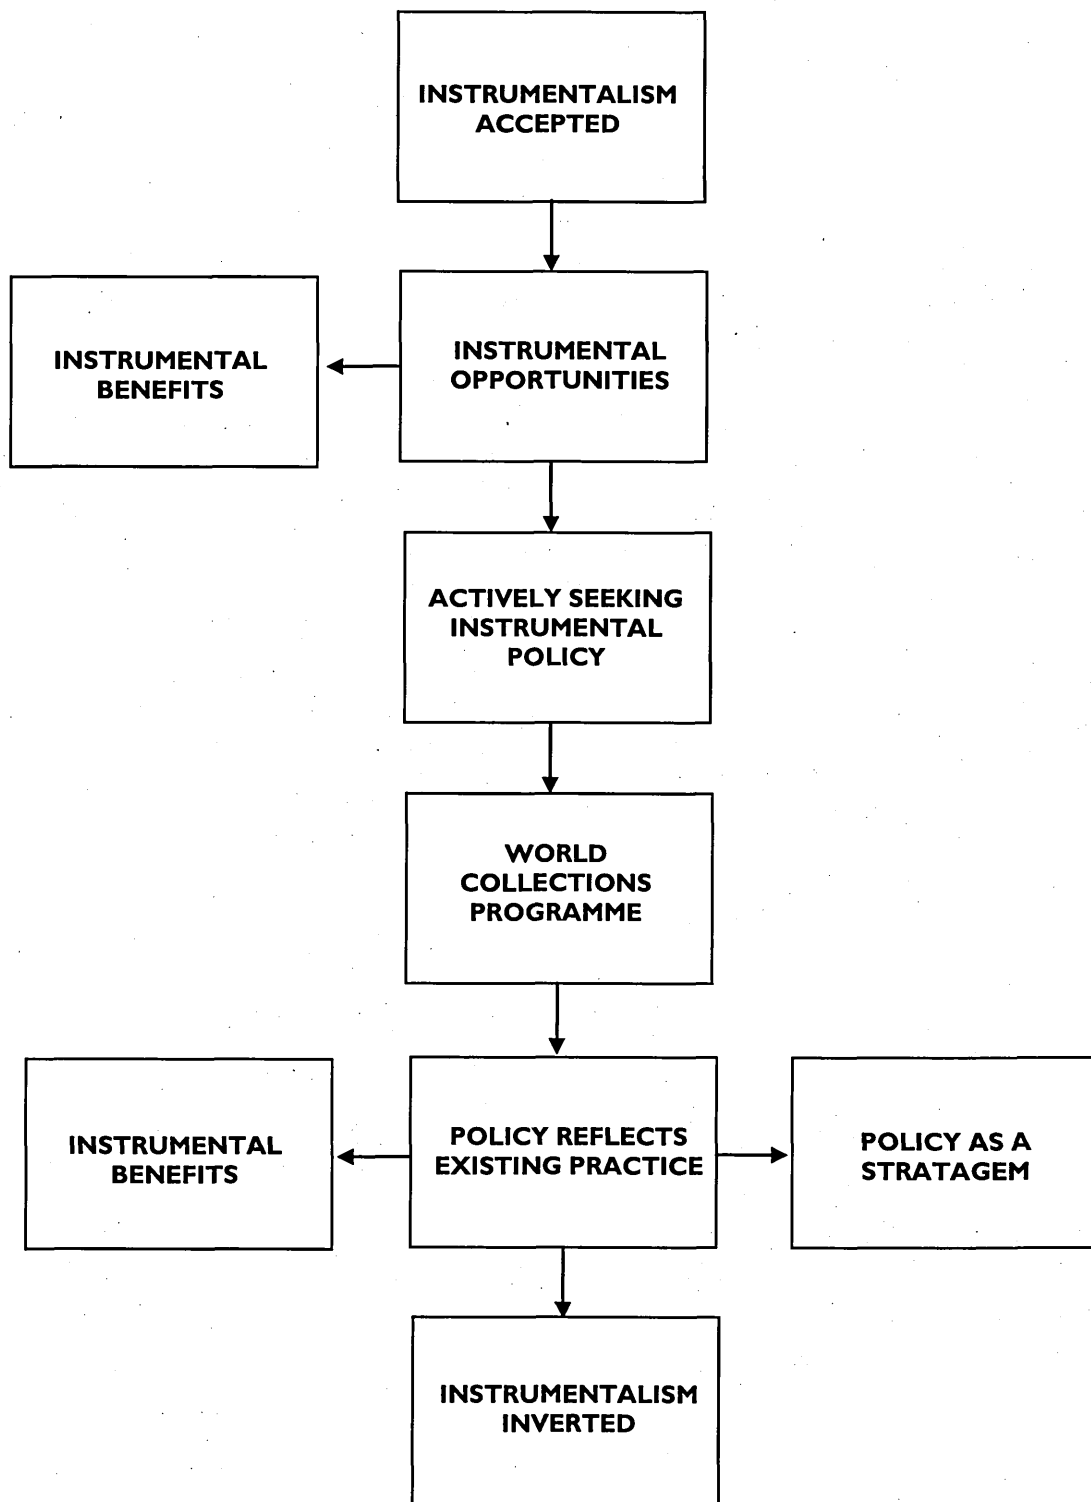 INSTRUMENTALISM
ACCEPTED
INSTRUMENTAL
BENEFITS
INSTRUMENTAL
OPPORTUNITIES
ACTIVELY SEEKING
INSTRUMENTAL
POLICY
WORLD
COLLECTIONS
PROGRAMME
INSTRUMENTAL
BENEFITS
POLICY REFLECTS
EXISTING PRACTICE
POLICY AS A
STRATAGEM
INSTRUMENTALISM
INVERTED